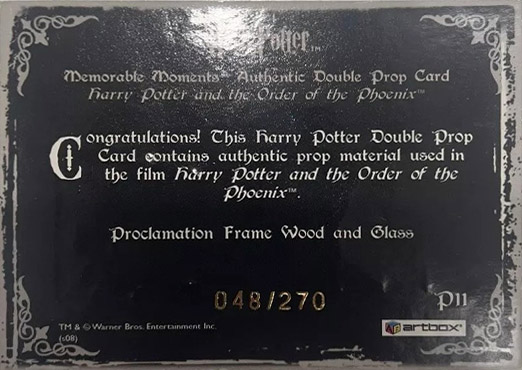 Potter™
Memorable Moments - Authentic Double Prop Card
Harry Potter and the Order of the Phoenix™
Congratulations! This Harry Potter Double Prop
Card contains authentic prop material used in
the film Harry Potter and the Order of the
Phoenix™.
Proclamation Frame Wood and Glass
048/270
P11
TM & © Warner Bros. Entertainment Inc.
(s08)
artbox